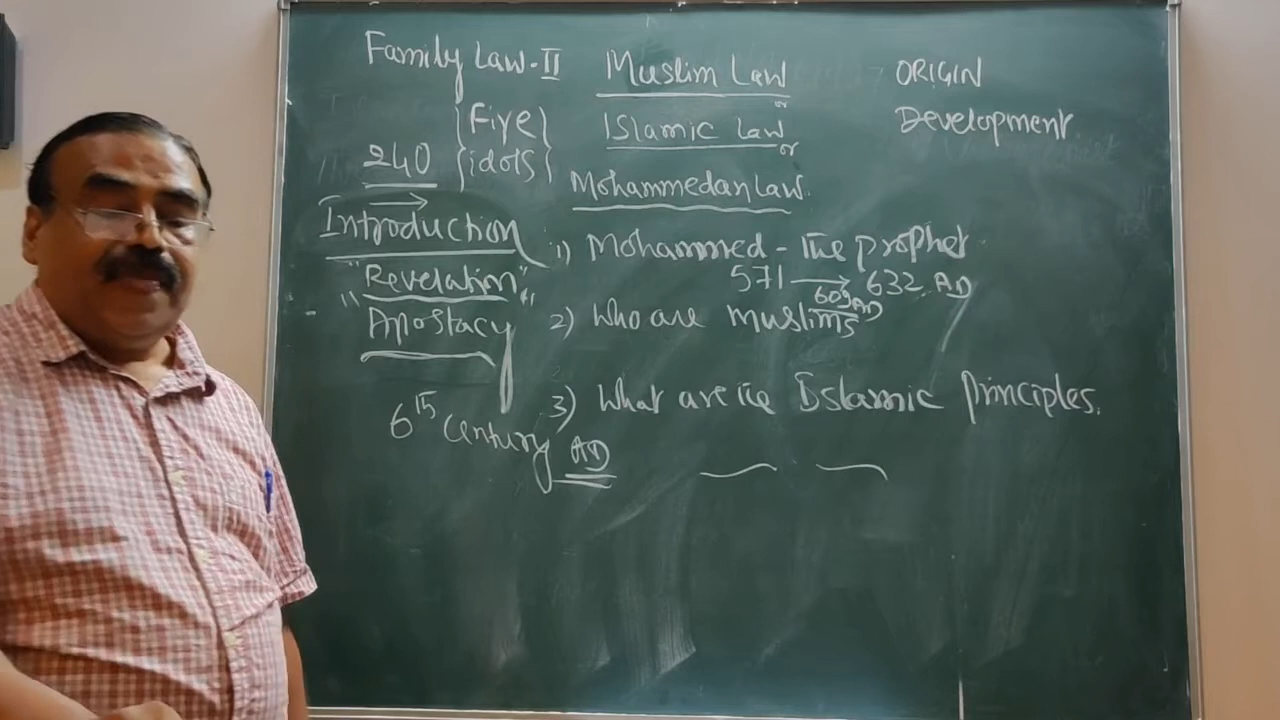 Family Law - II
{Five
idols}
240
Introduction
"Revelation"
"Apostacy"
6th Century AD
Muslim Law
or
Islamic Law
or
Mohammedan Law.
1) Mohammed - The prophet
571 → 632 AD
609 AD
2) Who are muslims
3) What are the Islamic Principles.
ORIGIN
Development